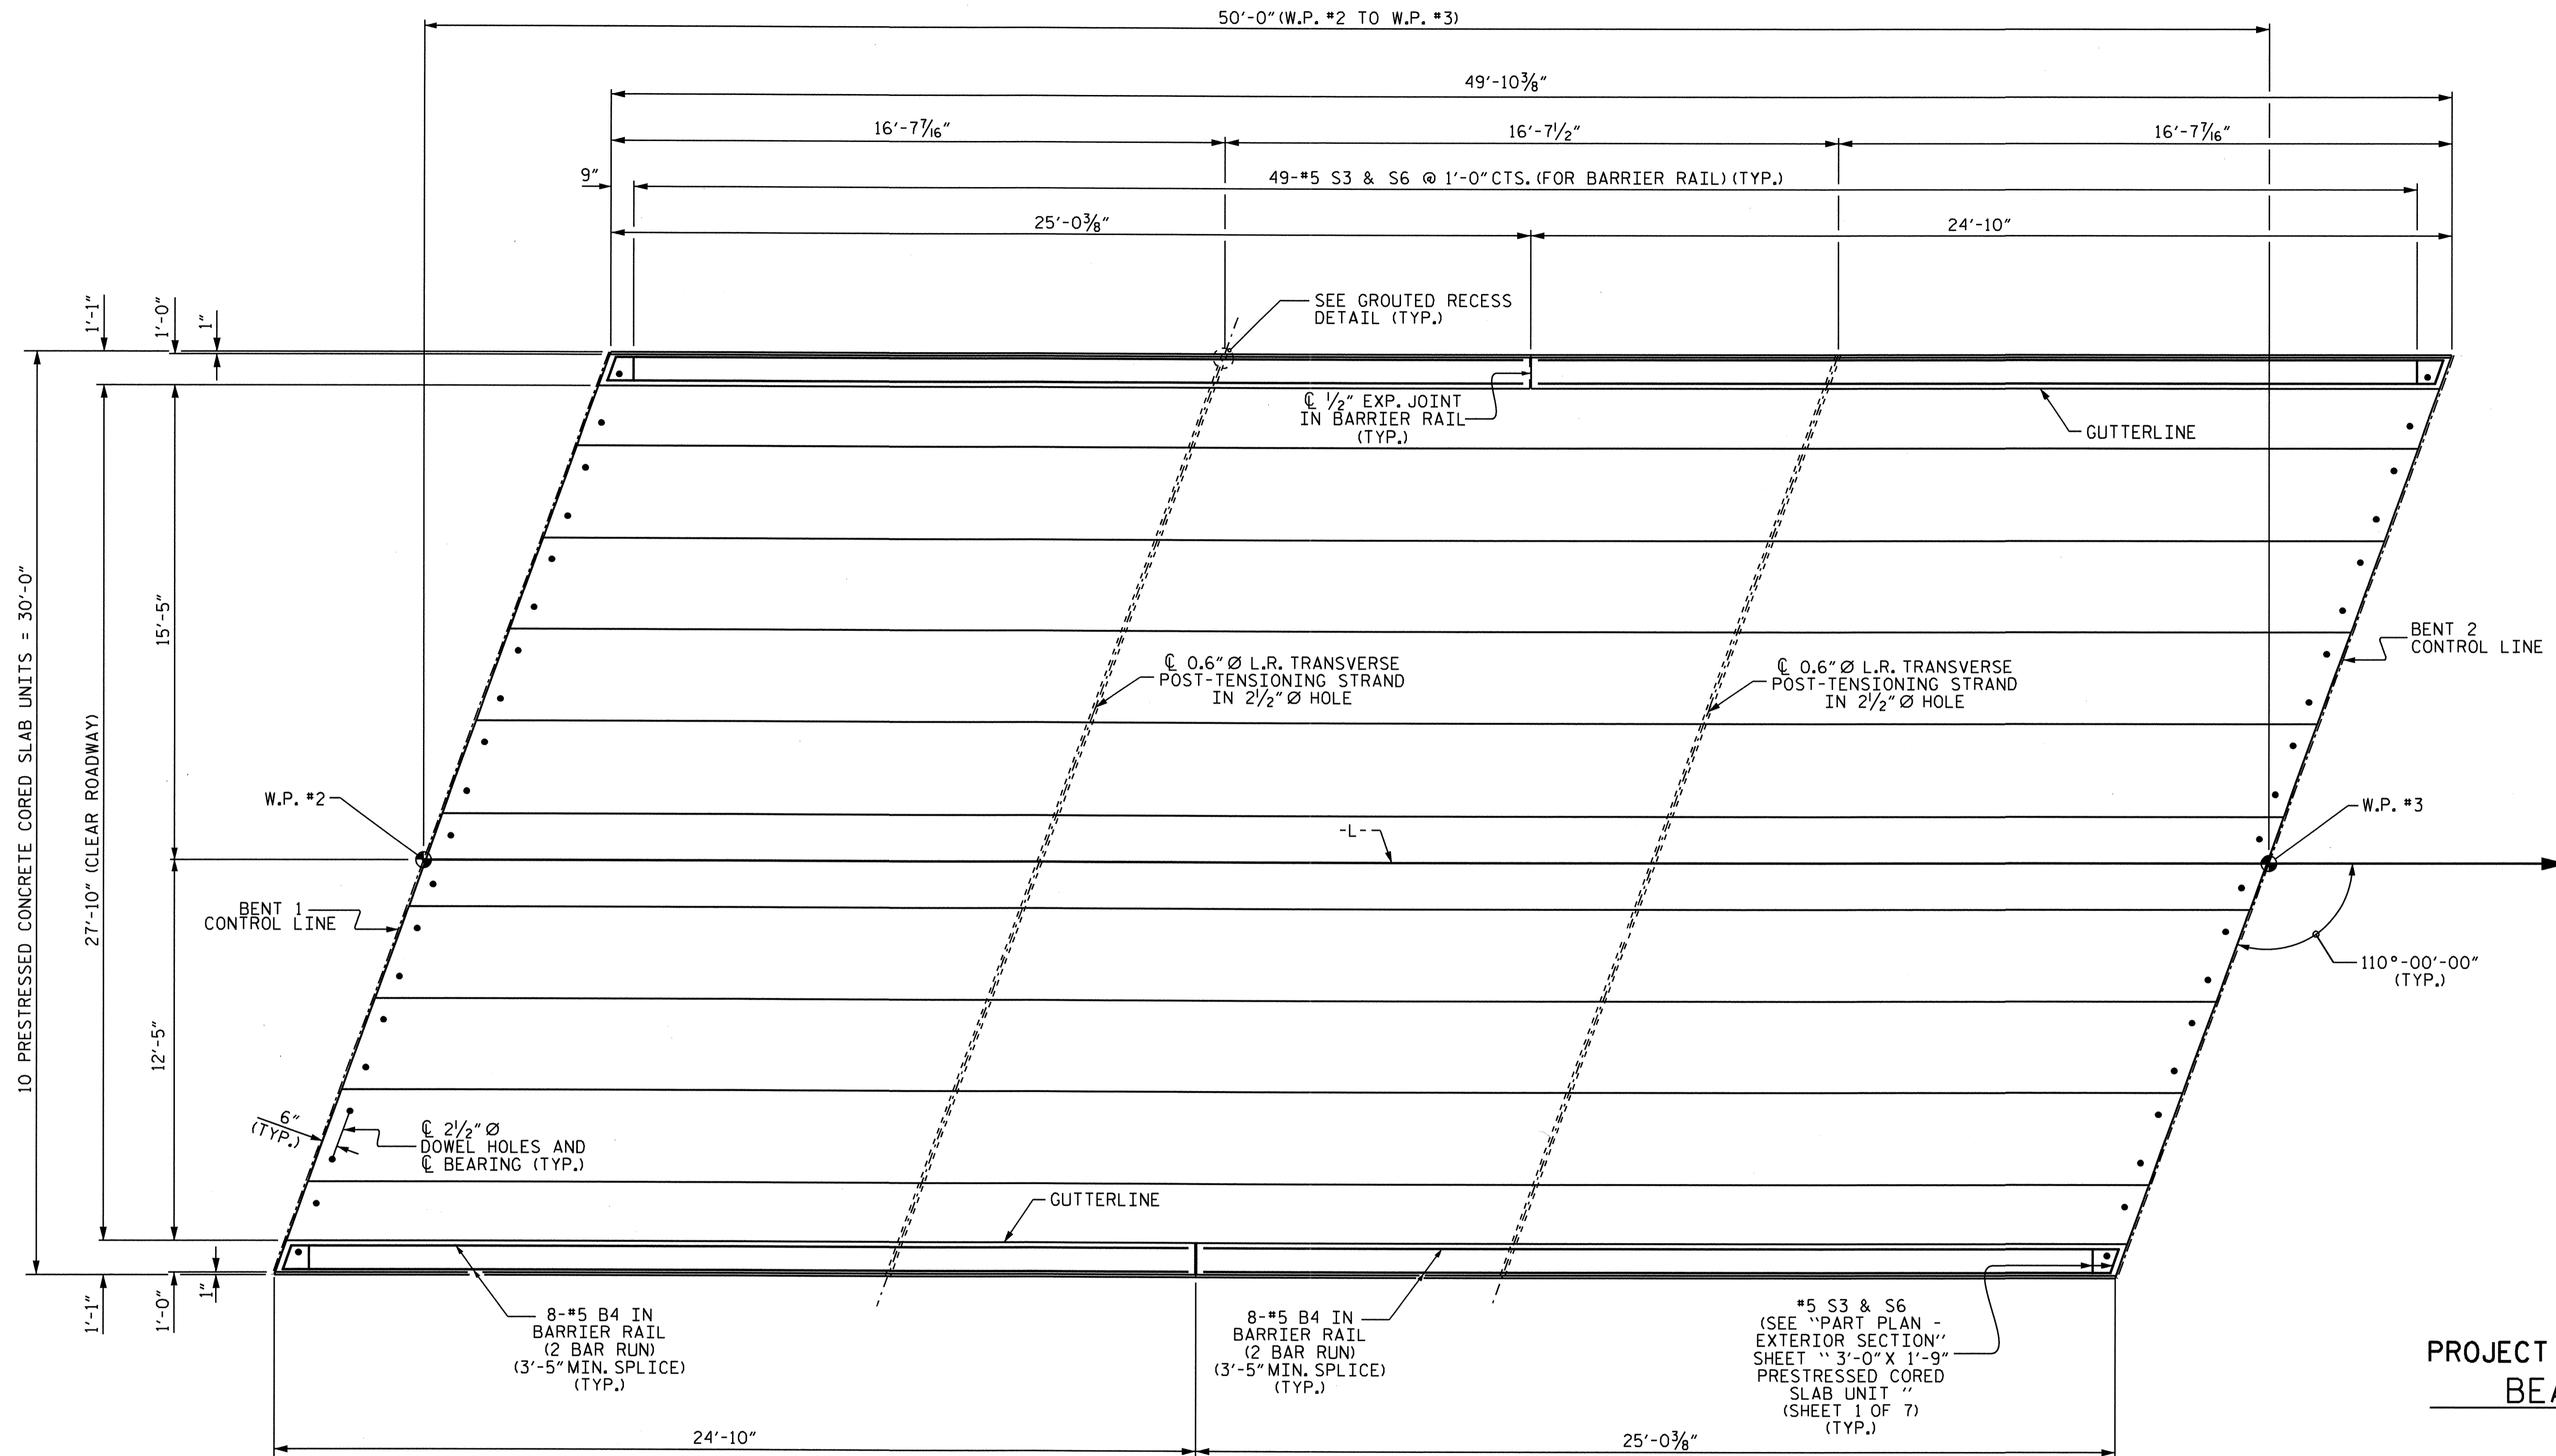 50'-0" (W.P. #2 TO W.P. #3)
49'-10⅜"
16'-7⁷⁄₁₆"
16'-7½"
16'-7⁷⁄₁₆"
9"
49-#5 S3 & S6 @ 1'-0" CTS. (FOR BARRIER RAIL) (TYP.)
25'-0⅜"
24'-10"
1'-1"
1'-0"
1"
SEE GROUTED RECESS
DETAIL (TYP.)
℄ ½" EXP. JOINT
IN BARRIER RAIL
(TYP.)
GUTTERLINE
10 PRESTRESSED CONCRETE CORED SLAB UNITS = 30'-0"
27'-10" (CLEAR ROADWAY)
15'-5"
℄ 0.6" Ø L.R. TRANSVERSE
POST-TENSIONING STRAND
IN 2½" Ø HOLE
℄ 0.6" Ø L.R. TRANSVERSE
POST-TENSIONING STRAND
IN 2½" Ø HOLE
BENT 2
CONTROL LINE
W.P. #2
-L-
W.P. #3
BENT 1
CONTROL LINE
110°-00'-00"
(TYP.)
12'-5"
6"
(TYP.)
℄ 2½" Ø
DOWEL HOLES AND
℄ BEARING (TYP.)
GUTTERLINE
1'-1"
1'-0"
1"
8-#5 B4 IN
BARRIER RAIL
(2 BAR RUN)
(3'-5" MIN. SPLICE)
(TYP.)
8-#5 B4 IN
BARRIER RAIL
(2 BAR RUN)
(3'-5" MIN. SPLICE)
(TYP.)
#5 S3 & S6
(SEE "PART PLAN -
EXTERIOR SECTION"
SHEET " 3'-0" X 1'-9"
PRESTRESSED CORED
SLAB UNIT "
(SHEET 1 OF 7)
(TYP.)
PROJECT
BEA
24'-10"
25'-0⅜"